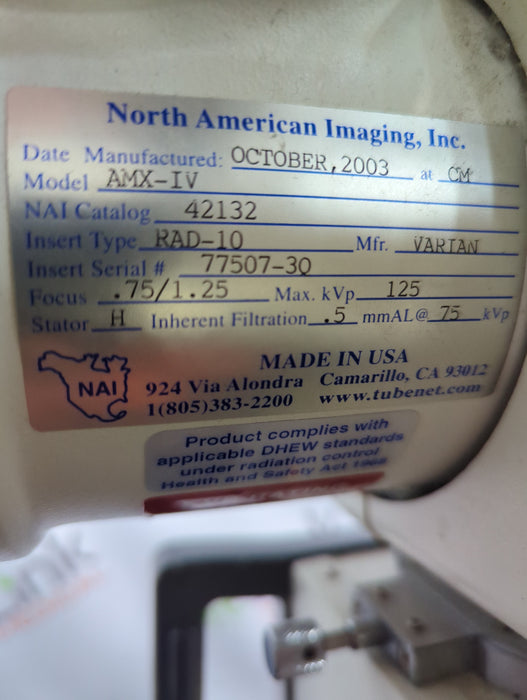 North American Imaging, Inc.
Date Manufactured: OCTOBER,2003 at CM
Model AMX-IV
NAI Catalog 42132
Insert Type RAD-10 Mfr. VARIAN
Insert Serial # 77507-30
Focus .75/1.25 Max. kVp 125
Stator H Inherent Filtration .5 mmAL@ 75 kVp
MADE IN USA
NAI
924 Via Alondra Camarillo, CA 93012
1(805)383-2200 www.tubenet.com
Product complies with
applicable DHEW standards
under radiation control
Health and Safety Act 1968